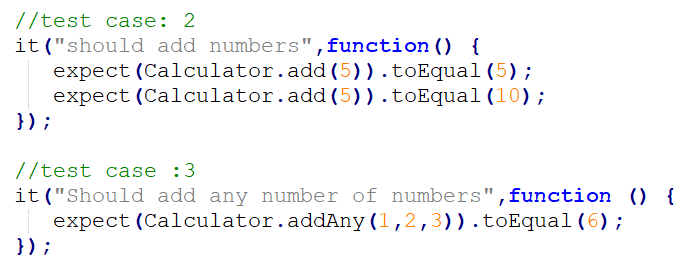 //test case: 2
it("should add numbers",function() {
expect(Calculator.add(5)).toEqual(5);
expect(Calculator.add(5)).toEqual(10);
});
//test case :3
it("Should add any number of numbers",function () {
expect(Calculator.addAny(1,2,3)).toEqual(6);
});